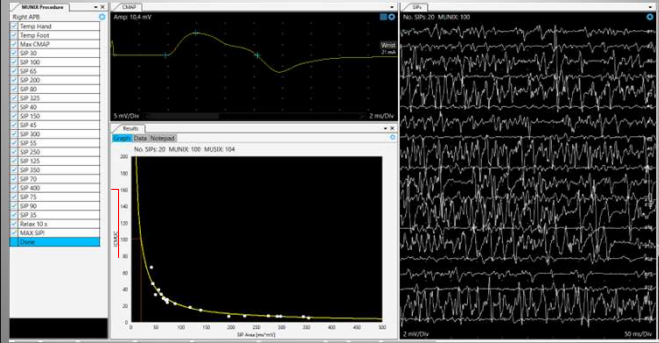 MUNIX Procedure
Right APB
Temp Hand
Temp Foot
Max CMAP
SIP 30
SIP 100
SIP 65
SIP 200
SIP 80
SIP 325
SIP 40
SIP 150
SIP 45
SIP 300
SIP 55
SIP 250
SIP 125
SIP 350
SIP 70
SIP 400
SIP 75
SIP 90
SIP 35
Relax 10 s
MAX SIP!
Done
CMAP
Amp: 10.4 mV
Wrist
21 mA
5 mV/Div
2 ms/Div
Results
Graph Data Notepad
No. SIPs: 20 MUNIX: 100 MUSIX: 104
200
180
160
140
120
100
80
60
40
20
0
ICMUC
0 50 100 150 200 250 300 350 400 450 500
SIP Area [ms*mV]
SIPs
No. SIPs: 20 MUNIX: 100
2 mV/Div
50 ms/Div